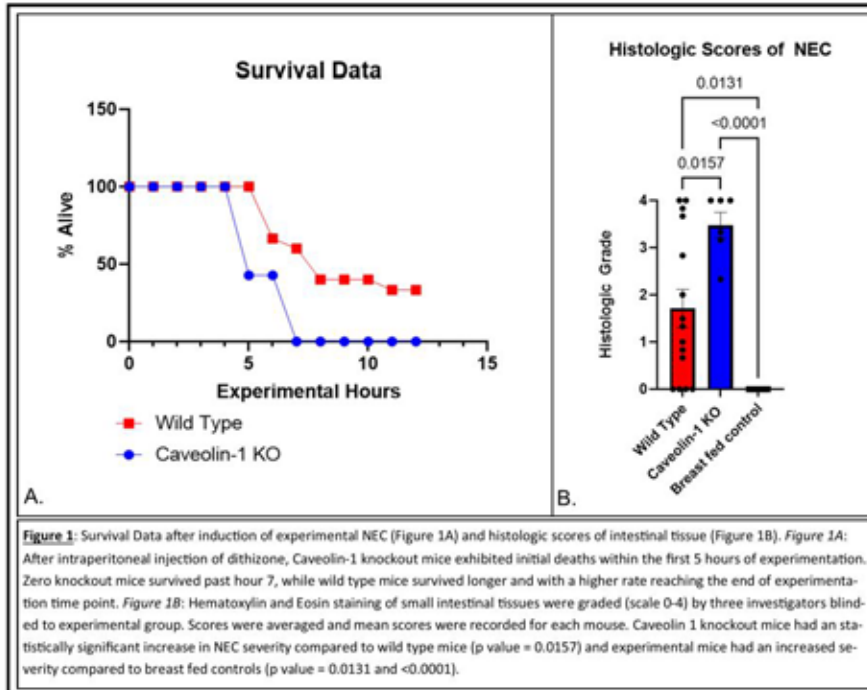 Survival Data
150
100
50
0
% Alive
0
5
10
15
Experimental Hours
Wild Type
Caveolin-1 KO
A.
Histologic Scores of NEC
0.0131
<0.0001
0.0157
4
3
2
1
0
Histologic Grade
Wild Type
Caveolin-1 KO
Breast fed control
B.
Figure 1: Survival Data after induction of experimental NEC (Figure 1A) and histologic scores of intestinal tissue (Figure 1B). Figure 1A:
After intraperitoneal injection of dithizone, Caveolin-1 knockout mice exhibited initial deaths within the first 5 hours of experimentation.
Zero knockout mice survived past hour 7, while wild type mice survived longer and with a higher rate reaching the end of experimenta-
tion time point. Figure 1B: Hematoxylin and Eosin staining of small intestinal tissues were graded (scale 0-4) by three investigators blind-
ed to experimental group. Scores were averaged and mean scores were recorded for each mouse. Caveolin 1 knockout mice had an sta-
tistically significant increase in NEC severity compared to wild type mice (p value = 0.0157) and experimental mice had an increased se-
verity compared to breast fed controls (p value = 0.0131 and <0.0001).